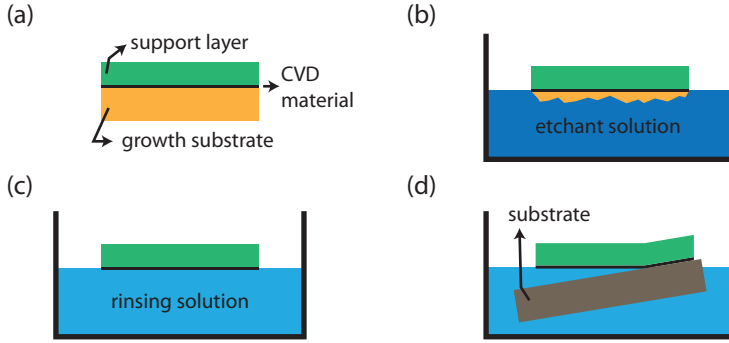 (a)
support layer
CVD
material
growth substrate
(b)
etchant solution
(c)
rinsing solution
(d)
substrate